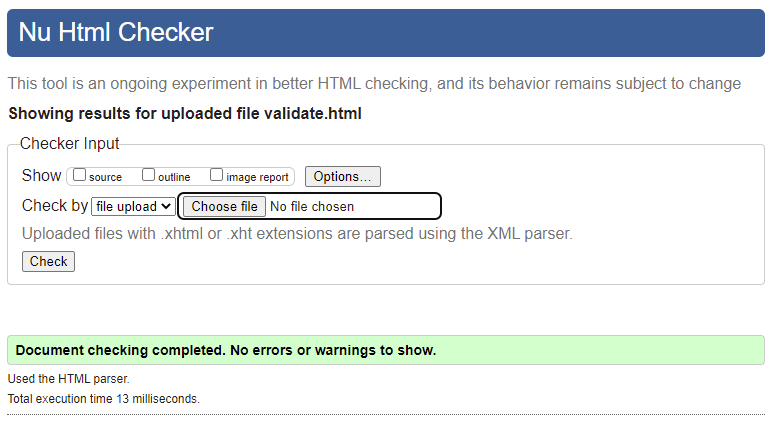 Nu Html Checker
This tool is an ongoing experiment in better HTML checking, and its behavior remains subject to change
Showing results for uploaded file validate.html
Checker Input
Show source outline image report Options...
Check by file upload Choose file No file chosen
Uploaded files with .xhtml or .xht extensions are parsed using the XML parser.
Check
Document checking completed. No errors or warnings to show.
Used the HTML parser.
Total execution time 13 milliseconds.